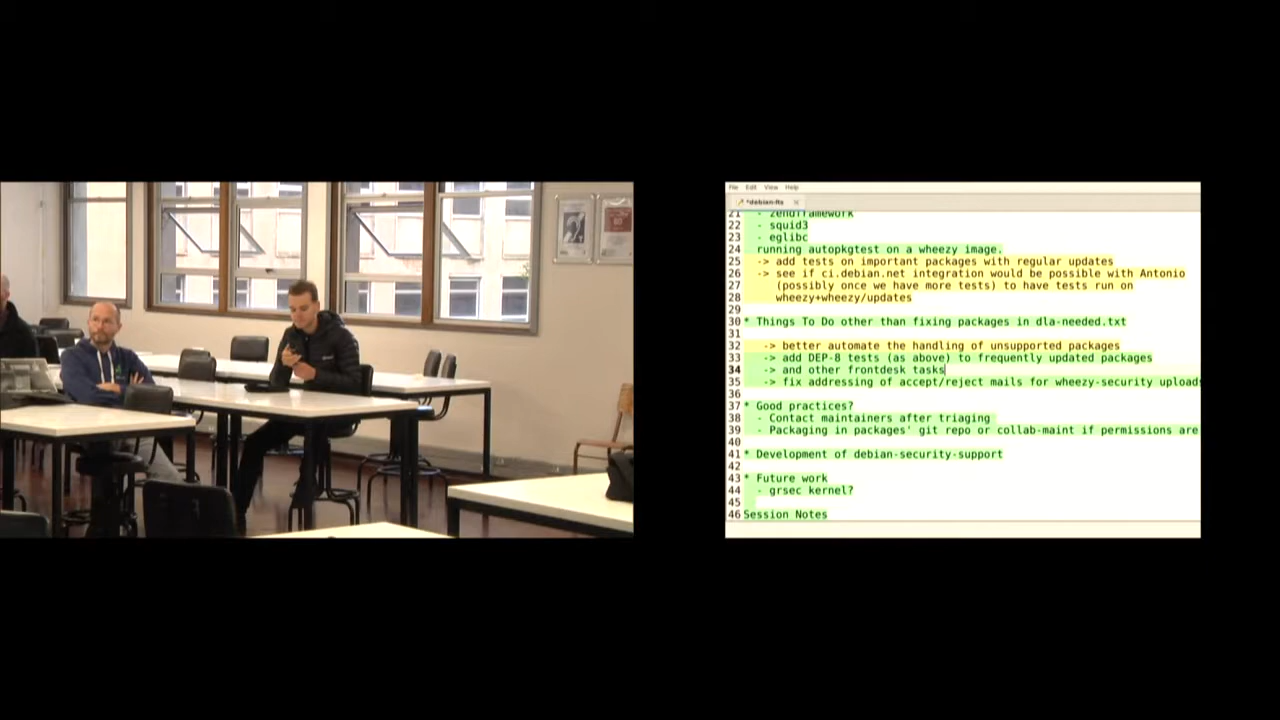 File Edit View Help
*debian-lts
21 - zendframework
22 - squid3
23 - eglibc
24 running autopkgtest on a wheezy image.
25 -> add tests on important packages with regular updates
26 -> see if ci.debian.net integration would be possible with Antonio
27 (possibly once we have more tests) to have tests run on
28 wheezy+wheezy/updates
29
30 * Things To Do other than fixing packages in dla-needed.txt
31
32 -> better automate the handling of unsupported packages
33 -> add DEP-8 tests (as above) to frequently updated packages
34 -> and other frontdesk tasks
35 -> fix addressing of accept/reject mails for wheezy-security uploads
36
37 * Good practices?
38 - Contact maintainers after triaging
39 - Packaging in packages' git repo or collab-maint if permissions are
40
41 * Development of debian-security-support
42
43 * Future work
44 - grsec kernel?
45
46 Session Notes